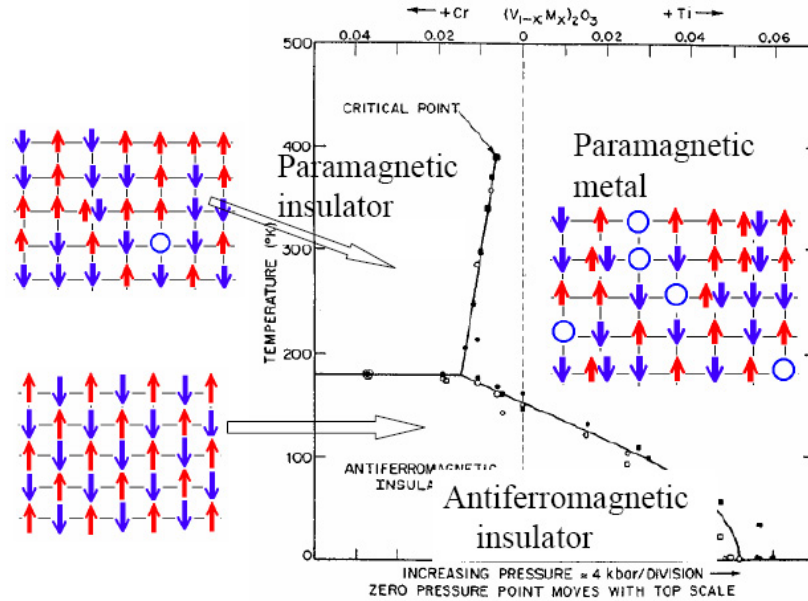 ← +Cr (V1-xMx)2O3 +Ti →
0.04 0.02 0 0.02 0.04 0.06
500
400
300
200
100
0
TEMPERATURE (°K)
CRITICAL POINT
Paramagnetic
insulator
Paramagnetic
metal
ANTIFERROMAGNETIC
INSULA
Antiferromagnetic
insulator
INCREASING PRESSURE ≈ 4 kbar/DIVISION →
ZERO PRESSURE POINT MOVES WITH TOP SCALE